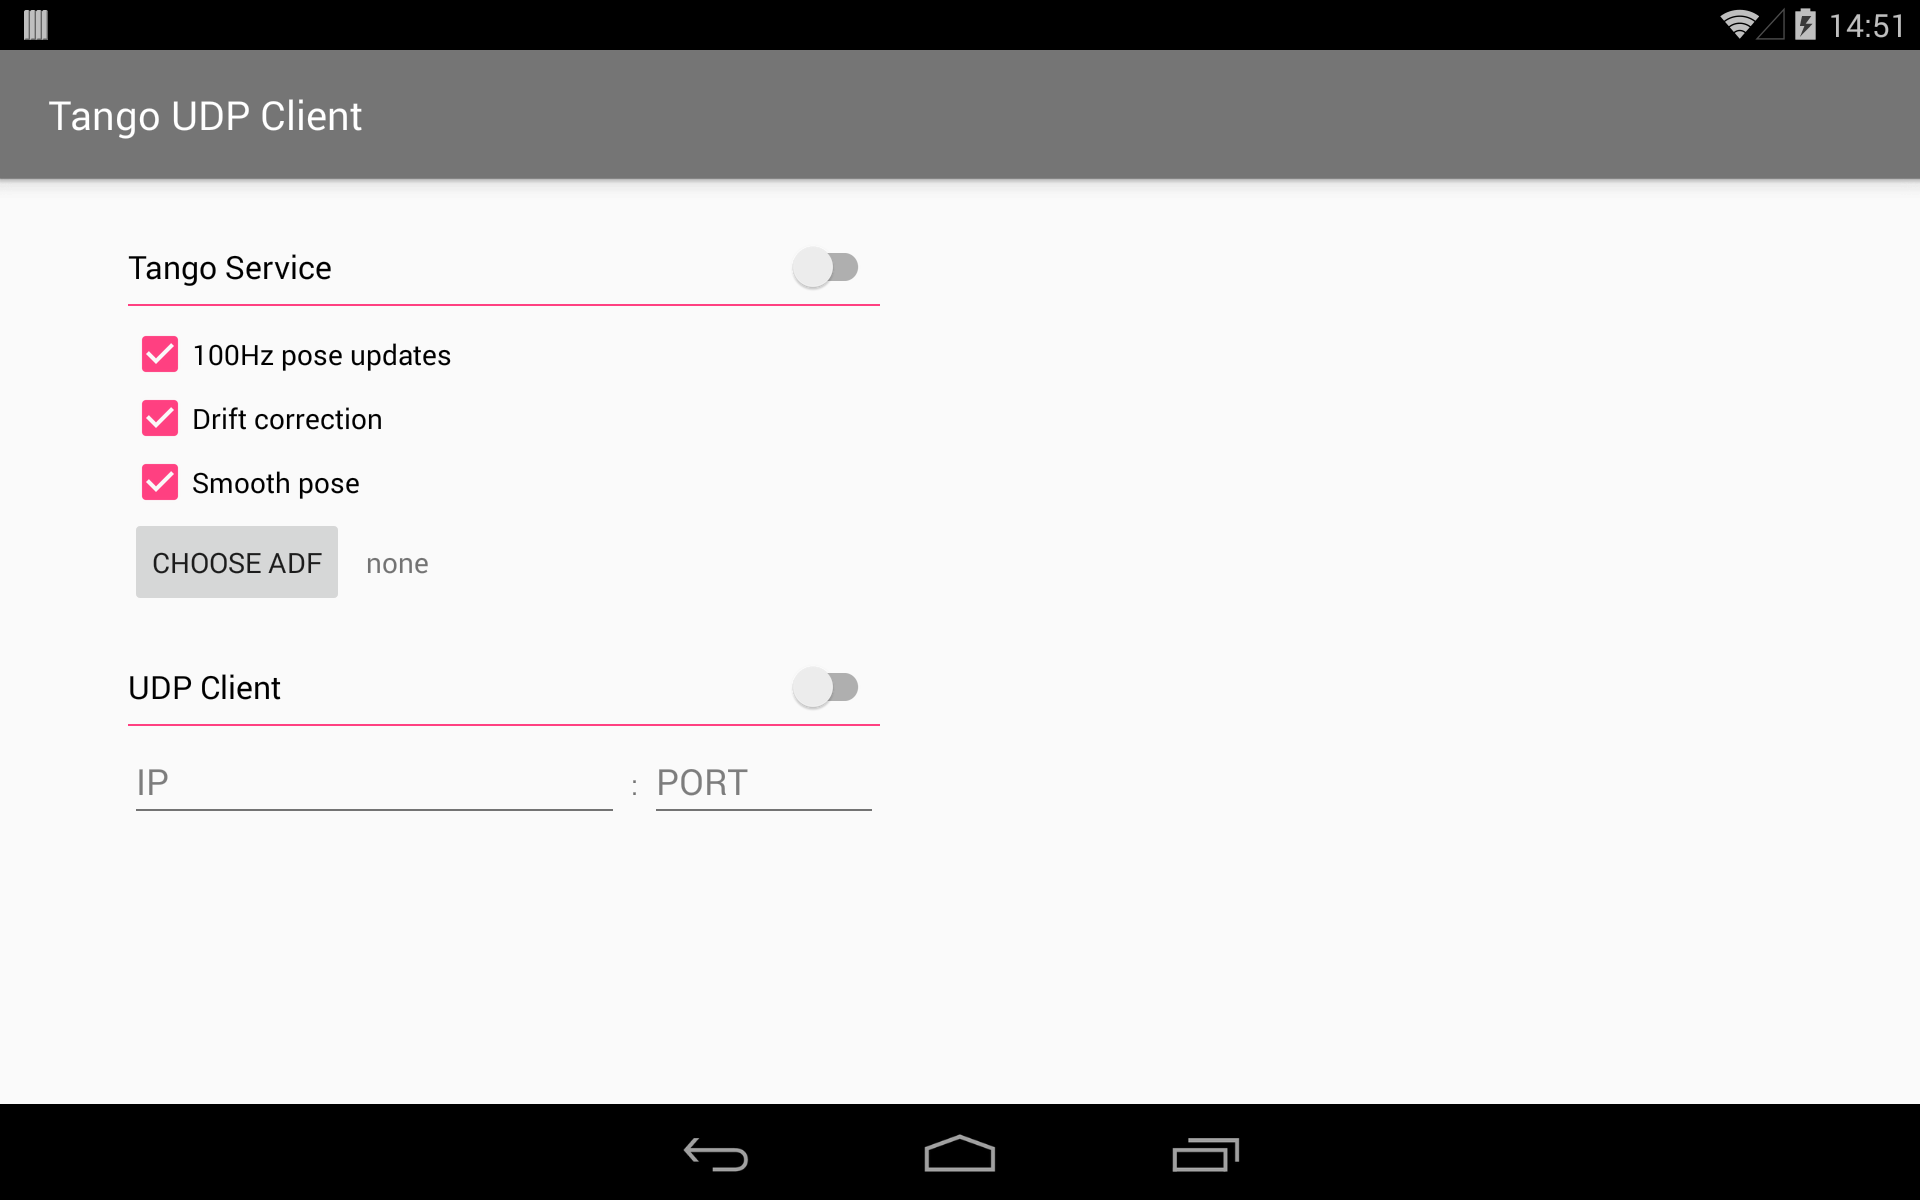 14:51
Tango UDP Client
Tango Service
100Hz pose updates
Drift correction
Smooth pose
CHOOSE ADF none
UDP Client
IP : PORT